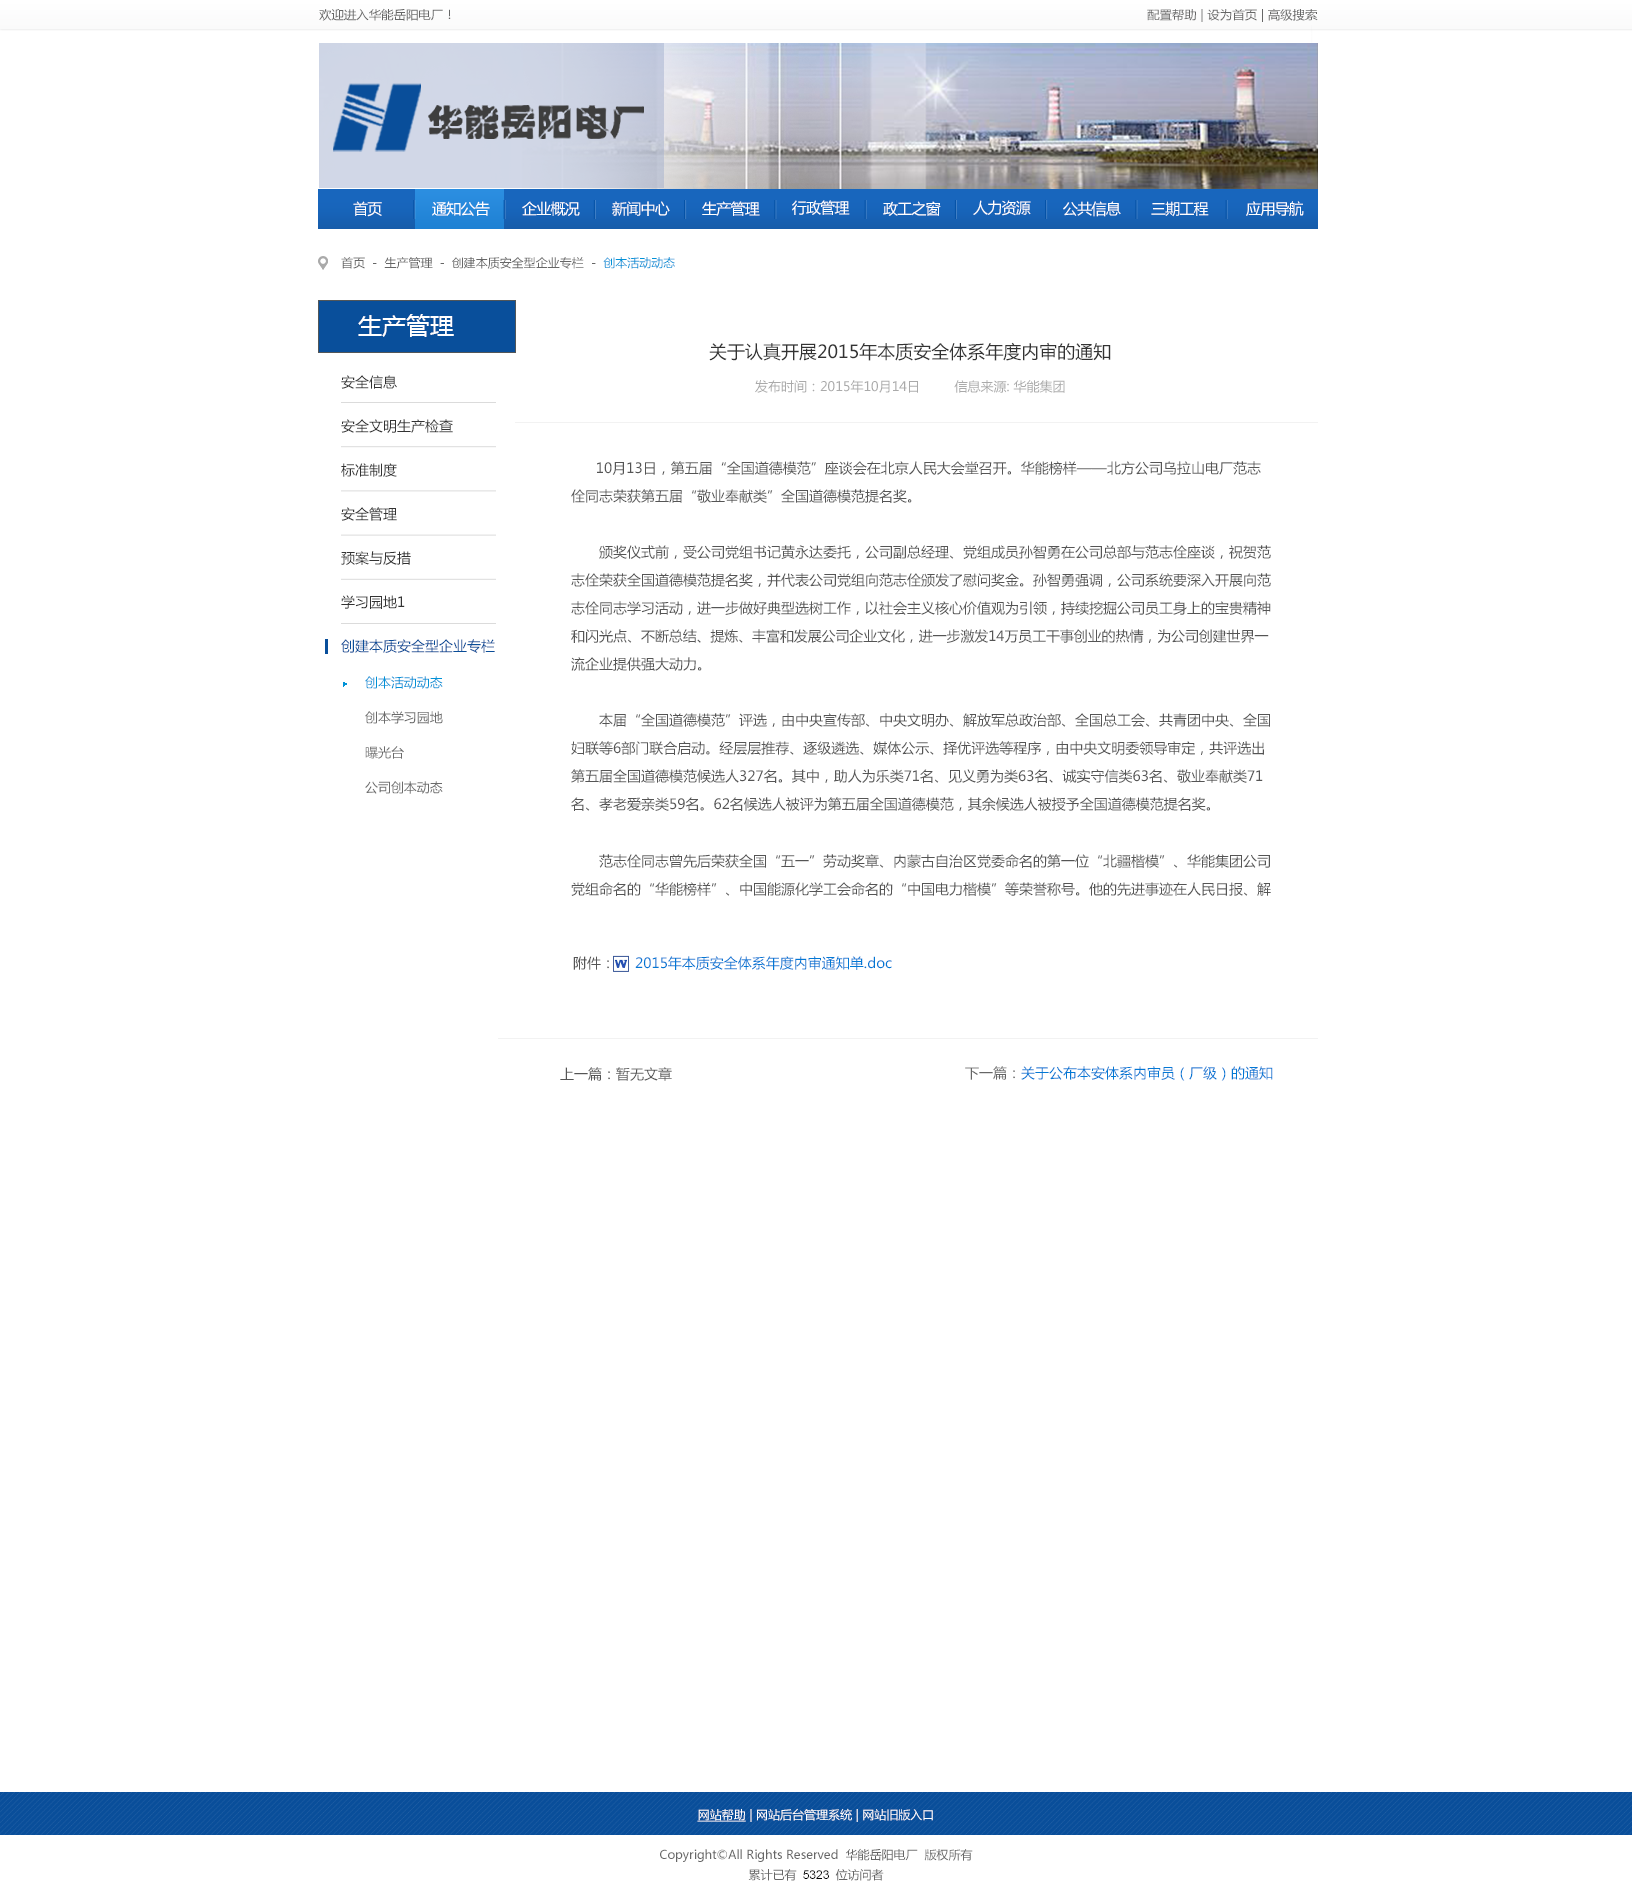 欢迎进入华能岳阳电厂！
配置帮助 | 设为首页 | 高级搜索
华能岳阳电厂
首页 通知公告 企业概况 新闻中心 生产管理 行政管理 政工之窗 人力资源 公共信息 三期工程 应用导航
首页 - 生产管理 - 创建本质安全型企业专栏 - 创本活动动态
生产管理
安全信息
安全文明生产检查
标准制度
安全管理
预案与反措
学习园地1
创建本质安全型企业专栏
创本活动动态
创本学习园地
曝光台
公司创本动态
关于认真开展2015年本质安全体系年度内审的通知
发布时间：2015年10月14日 信息来源: 华能集团
10月13日，第五届“全国道德模范”座谈会在北京人民大会堂召开。华能榜样——北方公司乌拉山电厂范志
佺同志荣获第五届“敬业奉献类”全国道德模范提名奖。
颁奖仪式前，受公司党组书记黄永达委托，公司副总经理、党组成员孙智勇在公司总部与范志佺座谈，祝贺范
志佺荣获全国道德模范提名奖，并代表公司党组向范志佺颁发了慰问奖金。孙智勇强调，公司系统要深入开展向范
志佺同志学习活动，进一步做好典型选树工作，以社会主义核心价值观为引领，持续挖掘公司员工身上的宝贵精神
和闪光点、不断总结、提炼、丰富和发展公司企业文化，进一步激发14万员工干事创业的热情，为公司创建世界一
流企业提供强大动力。
本届“全国道德模范”评选，由中央宣传部、中央文明办、解放军总政治部、全国总工会、共青团中央、全国
妇联等6部门联合启动。经层层推荐、逐级遴选、媒体公示、择优评选等程序，由中央文明委领导审定，共评选出
第五届全国道德模范候选人327名。其中，助人为乐类71名、见义勇为类63名、诚实守信类63名、敬业奉献类71
名、孝老爱亲类59名。62名候选人被评为第五届全国道德模范，其余候选人被授予全国道德模范提名奖。
范志佺同志曾先后荣获全国“五一”劳动奖章、内蒙古自治区党委命名的第一位“北疆楷模”、华能集团公司
党组命名的“华能榜样”、中国能源化学工会命名的“中国电力楷模”等荣誉称号。他的先进事迹在人民日报、解
附件：W 2015年本质安全体系年度内审通知单.doc
上一篇：暂无文章
下一篇：关于公布本安体系内审员（厂级）的通知
网站帮助 | 网站后台管理系统 | 网站旧版入口
Copyright©All Rights Reserved 华能岳阳电厂 版权所有
累计已有 5323 位访问者